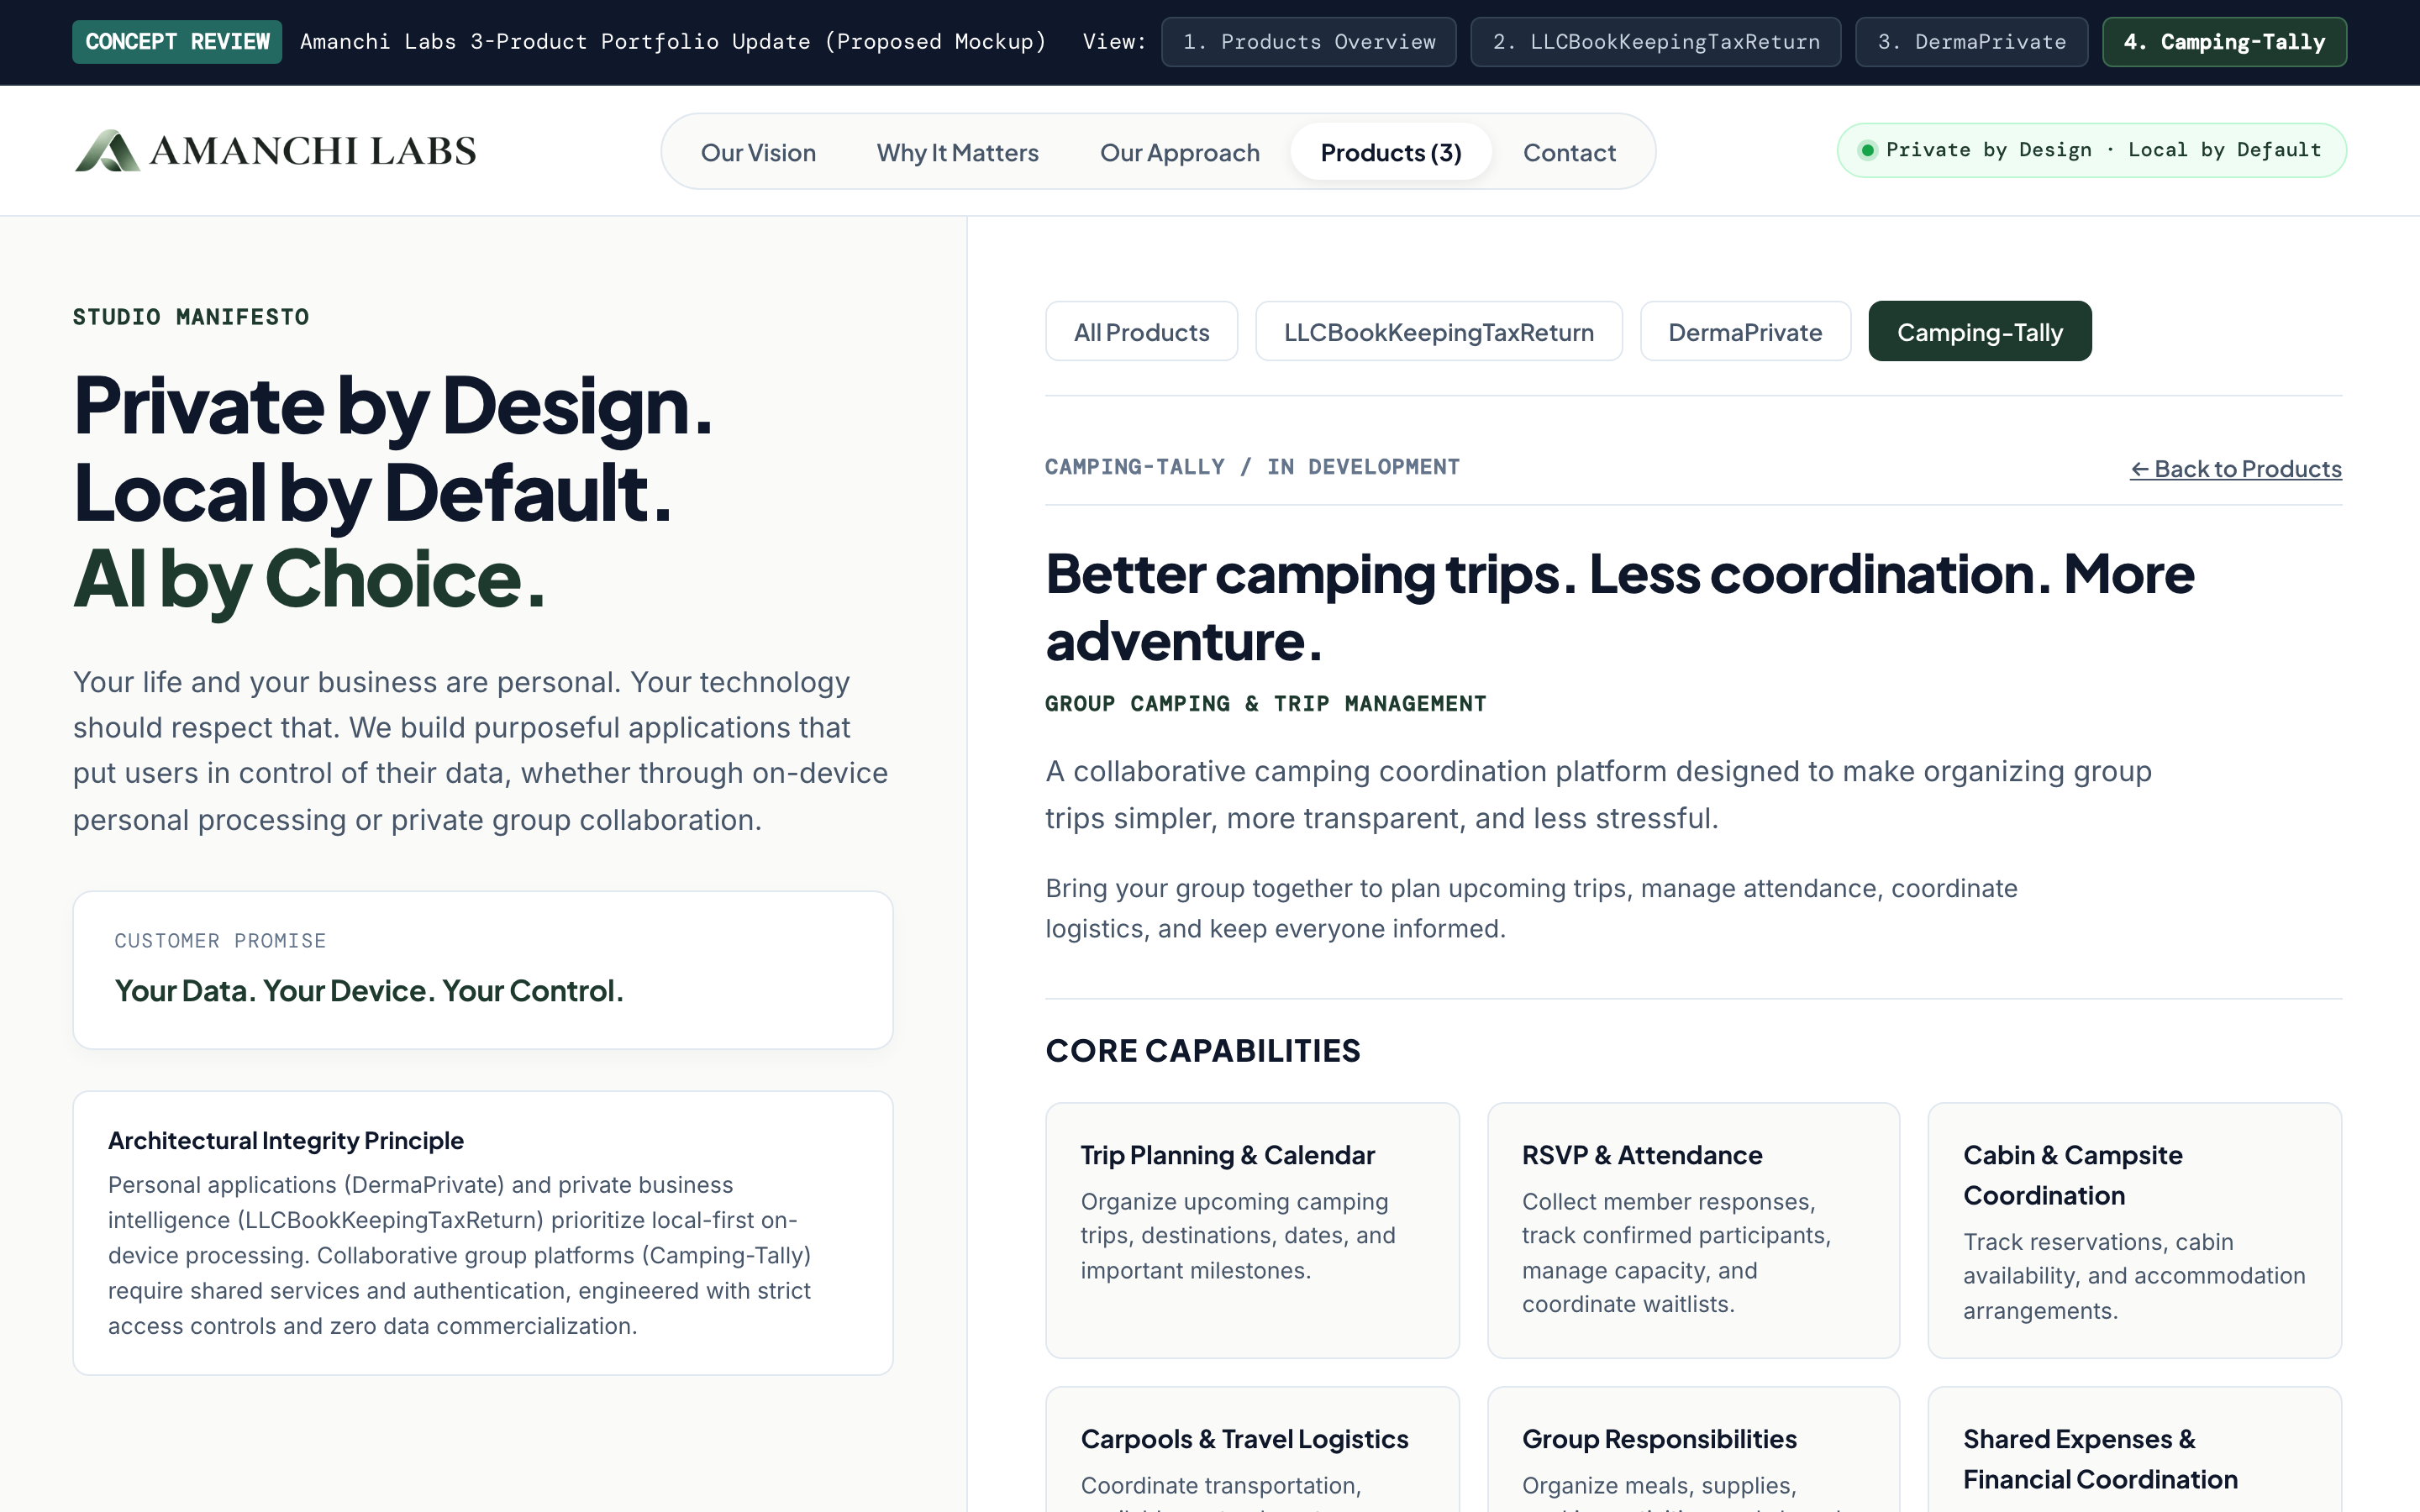 CONCEPT REVIEW Amanchi Labs 3-Product Portfolio Update (Proposed Mockup) View: 1. Products Overview 2. LLCBookKeepingTaxReturn 3. DermaPrivate 4. Camping-Tally
AMANCHI LABS Our Vision Why It Matters Our Approach Products (3) Contact Private by Design · Local by Default
STUDIO MANIFESTO
Private by Design.
Local by Default.
AI by Choice.
Your life and your business are personal. Your technology
should respect that. We build purposeful applications that
put users in control of their data, whether through on-device
personal processing or private group collaboration.
CUSTOMER PROMISE
Your Data. Your Device. Your Control.
Architectural Integrity Principle
Personal applications (DermaPrivate) and private business
intelligence (LLCBookKeepingTaxReturn) prioritize local-first on-
device processing. Collaborative group platforms (Camping-Tally)
require shared services and authentication, engineered with strict
access controls and zero data commercialization.
All Products LLCBookKeepingTaxReturn DermaPrivate Camping-Tally
CAMPING-TALLY / IN DEVELOPMENT
← Back to Products
Better camping trips. Less coordination. More
adventure.
GROUP CAMPING & TRIP MANAGEMENT
A collaborative camping coordination platform designed to make organizing group
trips simpler, more transparent, and less stressful.
Bring your group together to plan upcoming trips, manage attendance, coordinate
logistics, and keep everyone informed.
CORE CAPABILITIES
Trip Planning & Calendar
Organize upcoming camping
trips, destinations, dates, and
important milestones.
RSVP & Attendance
Collect member responses,
track confirmed participants,
manage capacity, and
coordinate waitlists.
Cabin & Campsite
Coordination
Track reservations, cabin
availability, and accommodation
arrangements.
Carpools & Travel Logistics
Coordinate transportation,
Group Responsibilities
Organize meals, supplies,
Shared Expenses &
Financial Coordination